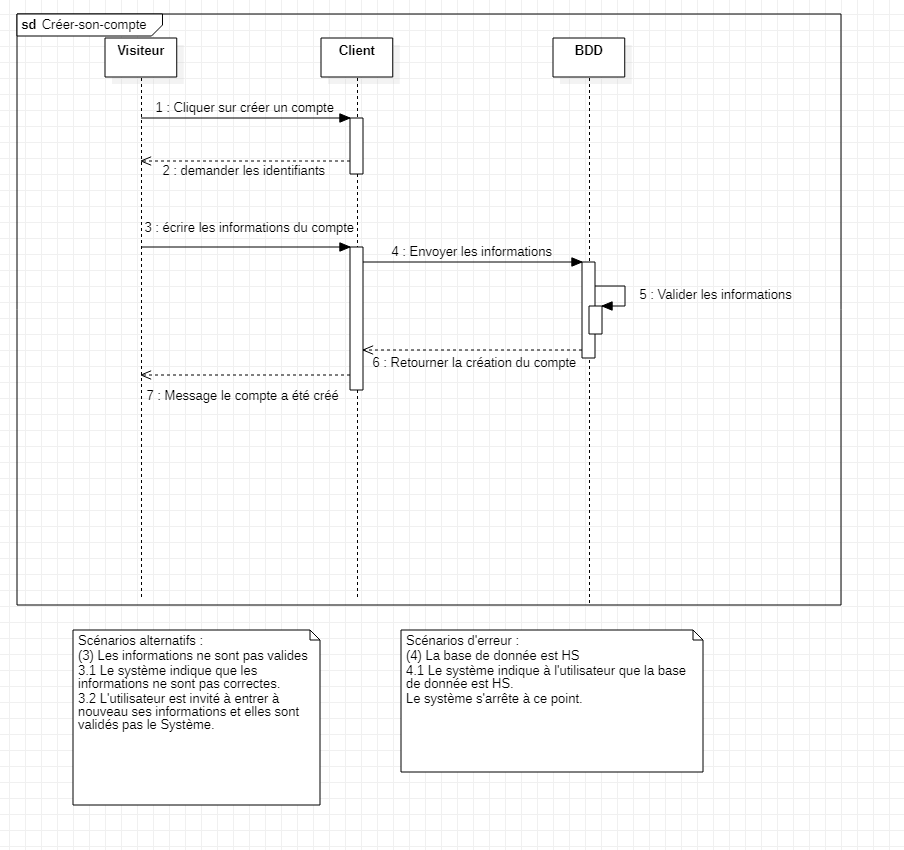 sd Créer-son-compte
Visiteur
Client
BDD
1 : Cliquer sur créer un compte
2 : demander les identifiants
3 : écrire les informations du compte
4 : Envoyer les informations
5 : Valider les informations
6 : Retourner la création du compte
7 : Message le compte a été créé
Scénarios alternatifs :
(3) Les informations ne sont pas valides
3.1 Le système indique que les
informations ne sont pas correctes.
3.2 L'utilisateur est invité à entrer à
nouveau ses informations et elles sont
validés pas le Système.
Scénarios d'erreur :
(4) La base de donnée est HS
4.1 Le système indique à l'utilisateur que la base
de donnée est HS.
Le système s'arrête à ce point.